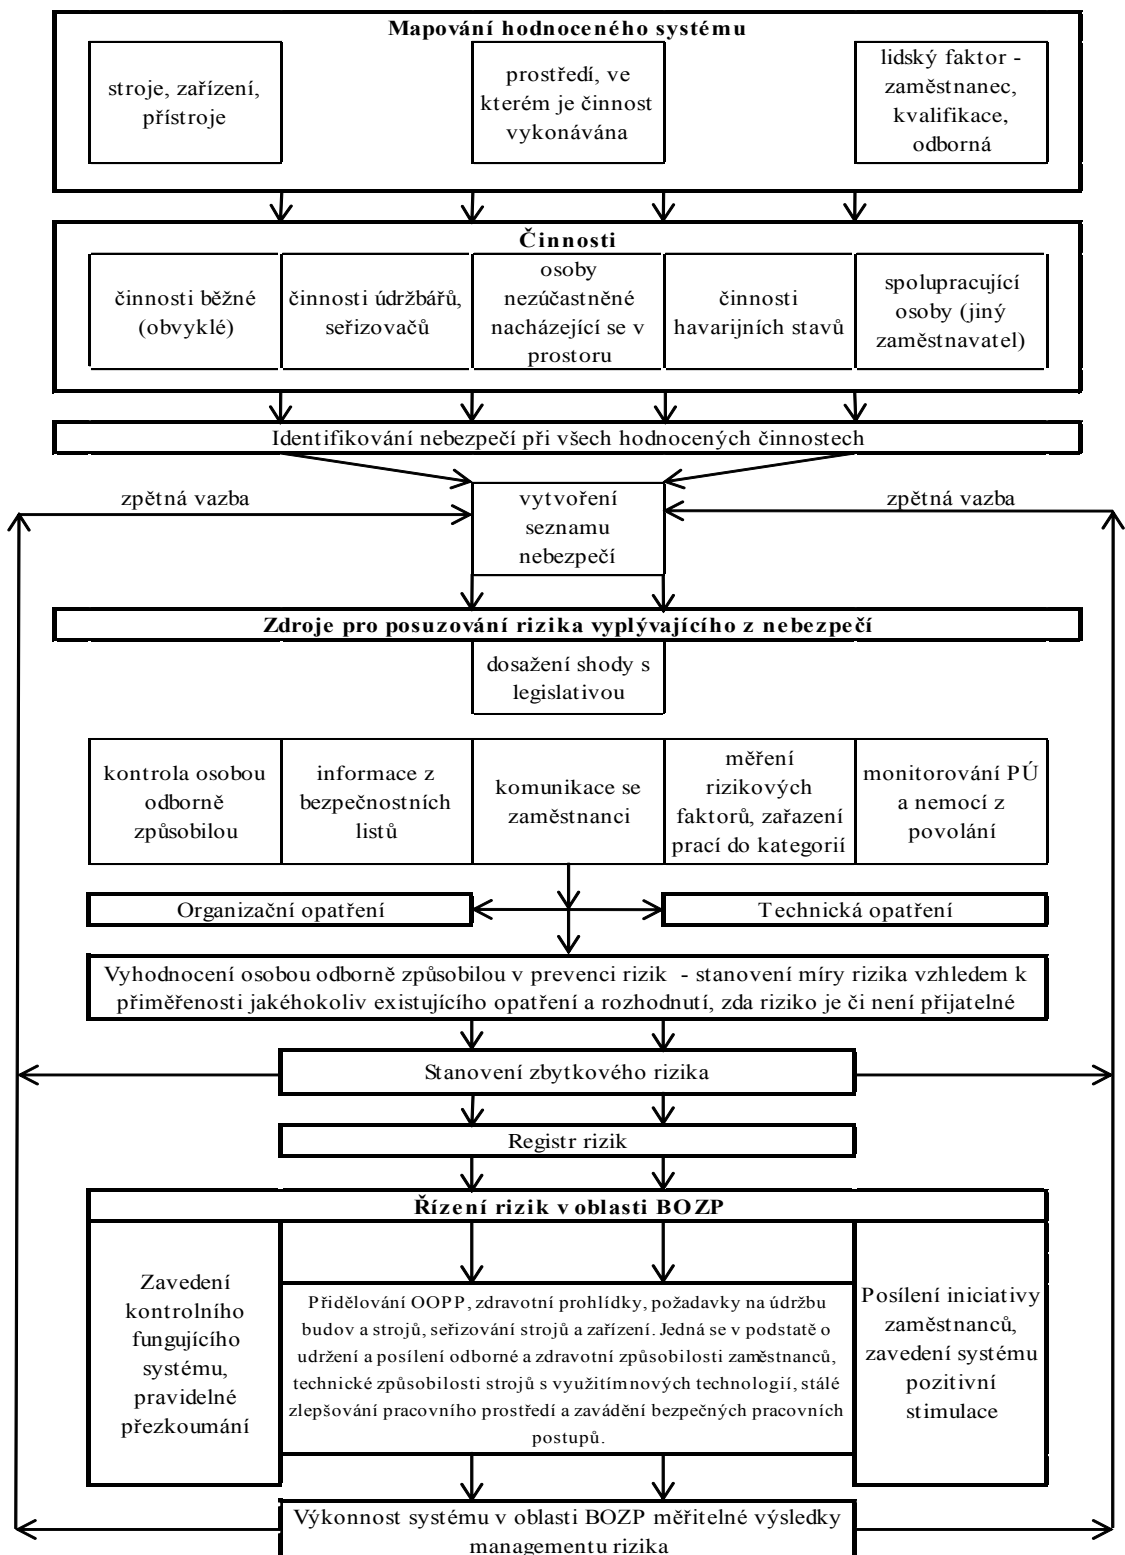 Mapování hodnoceného systému
stroje, zařízení,
přístroje
prostředí, ve
kterém je činnost
vykonávána
lidský faktor -
zaměstnanec,
kvalifikace,
odborná
Činnosti
činnosti běžné
(obvyklé)
činnosti údržbářů,
seřizovačů
osoby
nezúčastněné
nacházející se v
prostoru
činnosti
havarijních stavů
spolupracující
osoby (jiný
zaměstnavatel)
Identifikování nebezpečí při všech hodnocených činnostech
zpětná vazba
vytvoření
seznamu
nebezpečí
zpětná vazba
Zdroje pro posuzování rizika vyplývajícího z nebezpečí
dosažení shody s
legislativou
kontrola osobou
odborně
způsobilou
informace z
bezpečnostních
listů
komunikace se
zaměstnanci
měření
rizikových
faktorů, zařazení
prací do kategorií
monitorování PÚ
a nemocí z
povolání
Organizační opatření
Technická opatření
Vyhodnocení osobou odborně způsobilou v prevenci rizik - stanovení míry rizika vzhledem k
přiměřenosti jakéhokoliv existujícího opatření a rozhodnutí, zda riziko je či není přijatelné
Stanovení zbytkového rizika
Registr rizik
Řízení rizik v oblasti BOZP
Zavedení
kontrolního
fungujícího
systému,
pravidelné
přezkoumání
Přidělování OOPP, zdravotní prohlídky, požadavky na údržbu
budov a strojů, seřizování strojů a zařízení. Jedná se v podstatě o
udržení a posílení odborné a zdravotní způsobilosti zaměstnanců,
technické způsobilosti strojů s využitím nových technologií, stálé
zlepšování pracovního prostředí a zavádění bezpečných pracovních
postupů.
Posílení iniciativy
zaměstnanců,
zavedení systému
pozitivní
stimulace
Výkonnost systému v oblasti BOZP měřitelné výsledky
managementu rizika